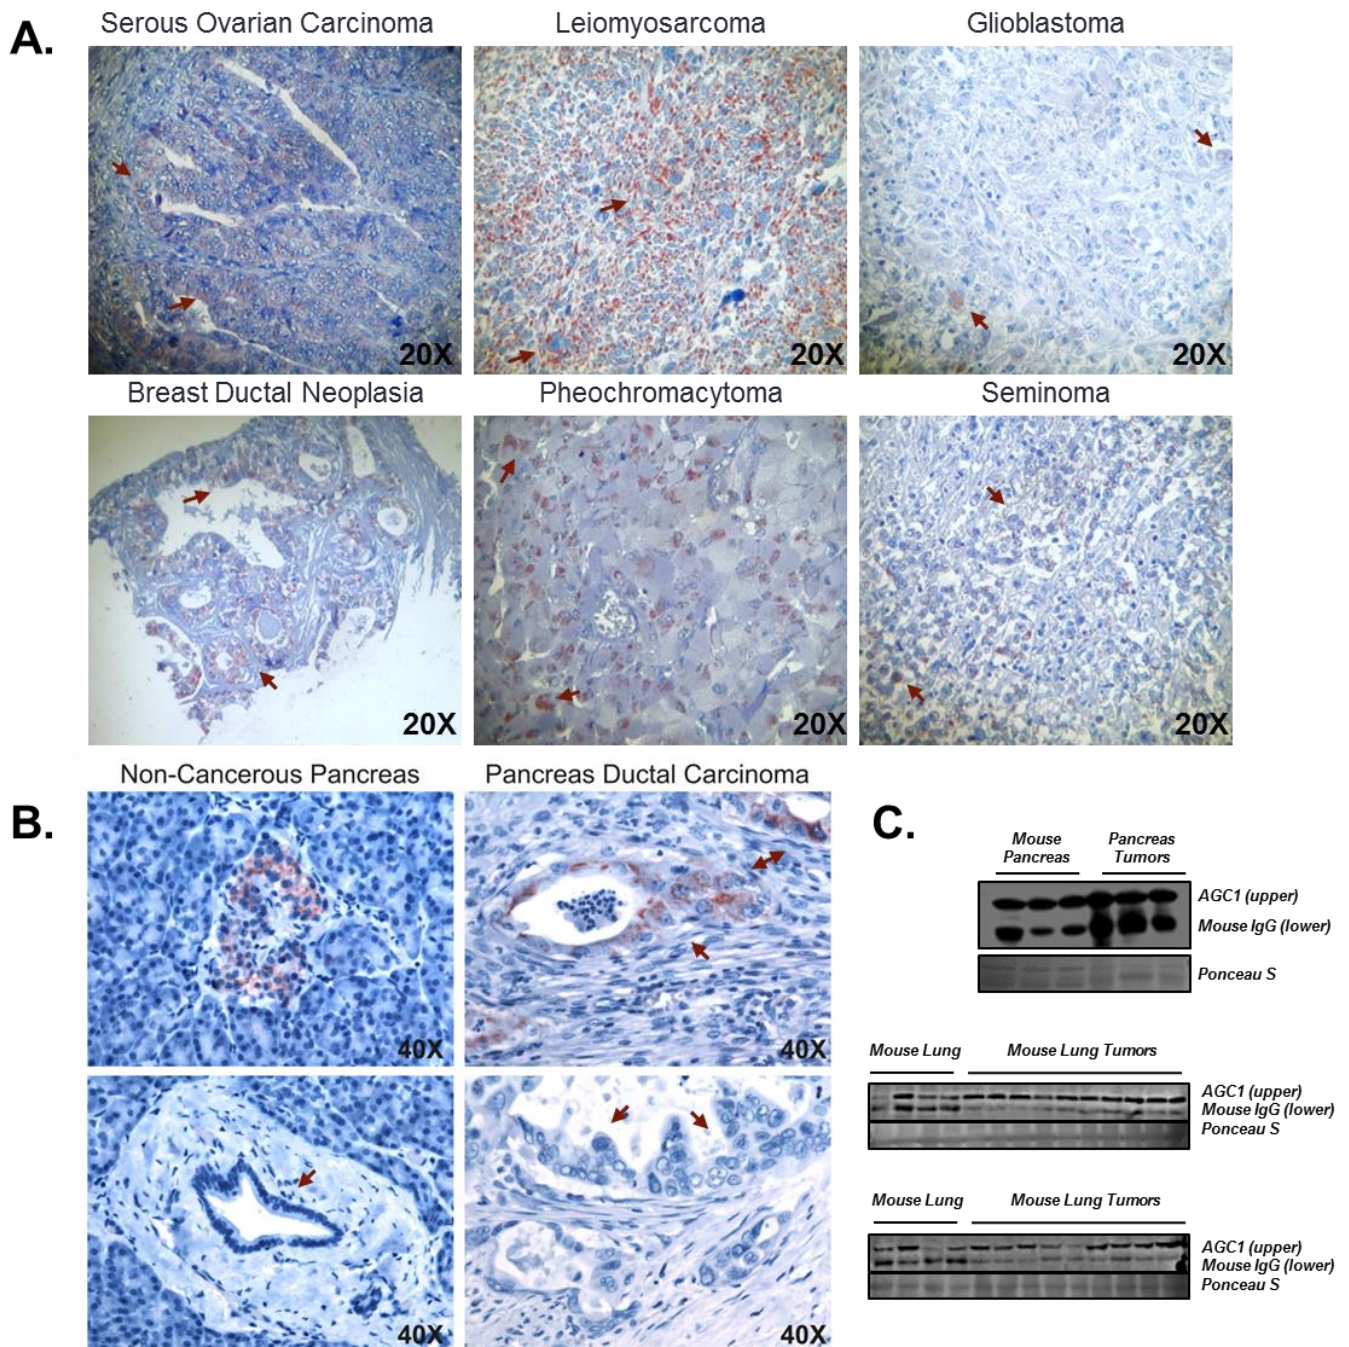 A.
Serous Ovarian Carcinoma
Leiomyosarcoma
Glioblastoma
20X
20X
20X
Breast Ductal Neoplasia
Pheochromacytoma
Seminoma
20X
20X
20X
B.
Non-Cancerous Pancreas
Pancreas Ductal Carcinoma
40X
40X
40X
40X
C.
Mouse
Pancreas
Pancreas
Tumors
AGC1 (upper)
Mouse IgG (lower)
Ponceau S
Mouse Lung
Mouse Lung Tumors
AGC1 (upper)
Mouse IgG (lower)
Ponceau S
Mouse Lung
Mouse Lung Tumors
AGC1 (upper)
Mouse IgG (lower)
Ponceau S